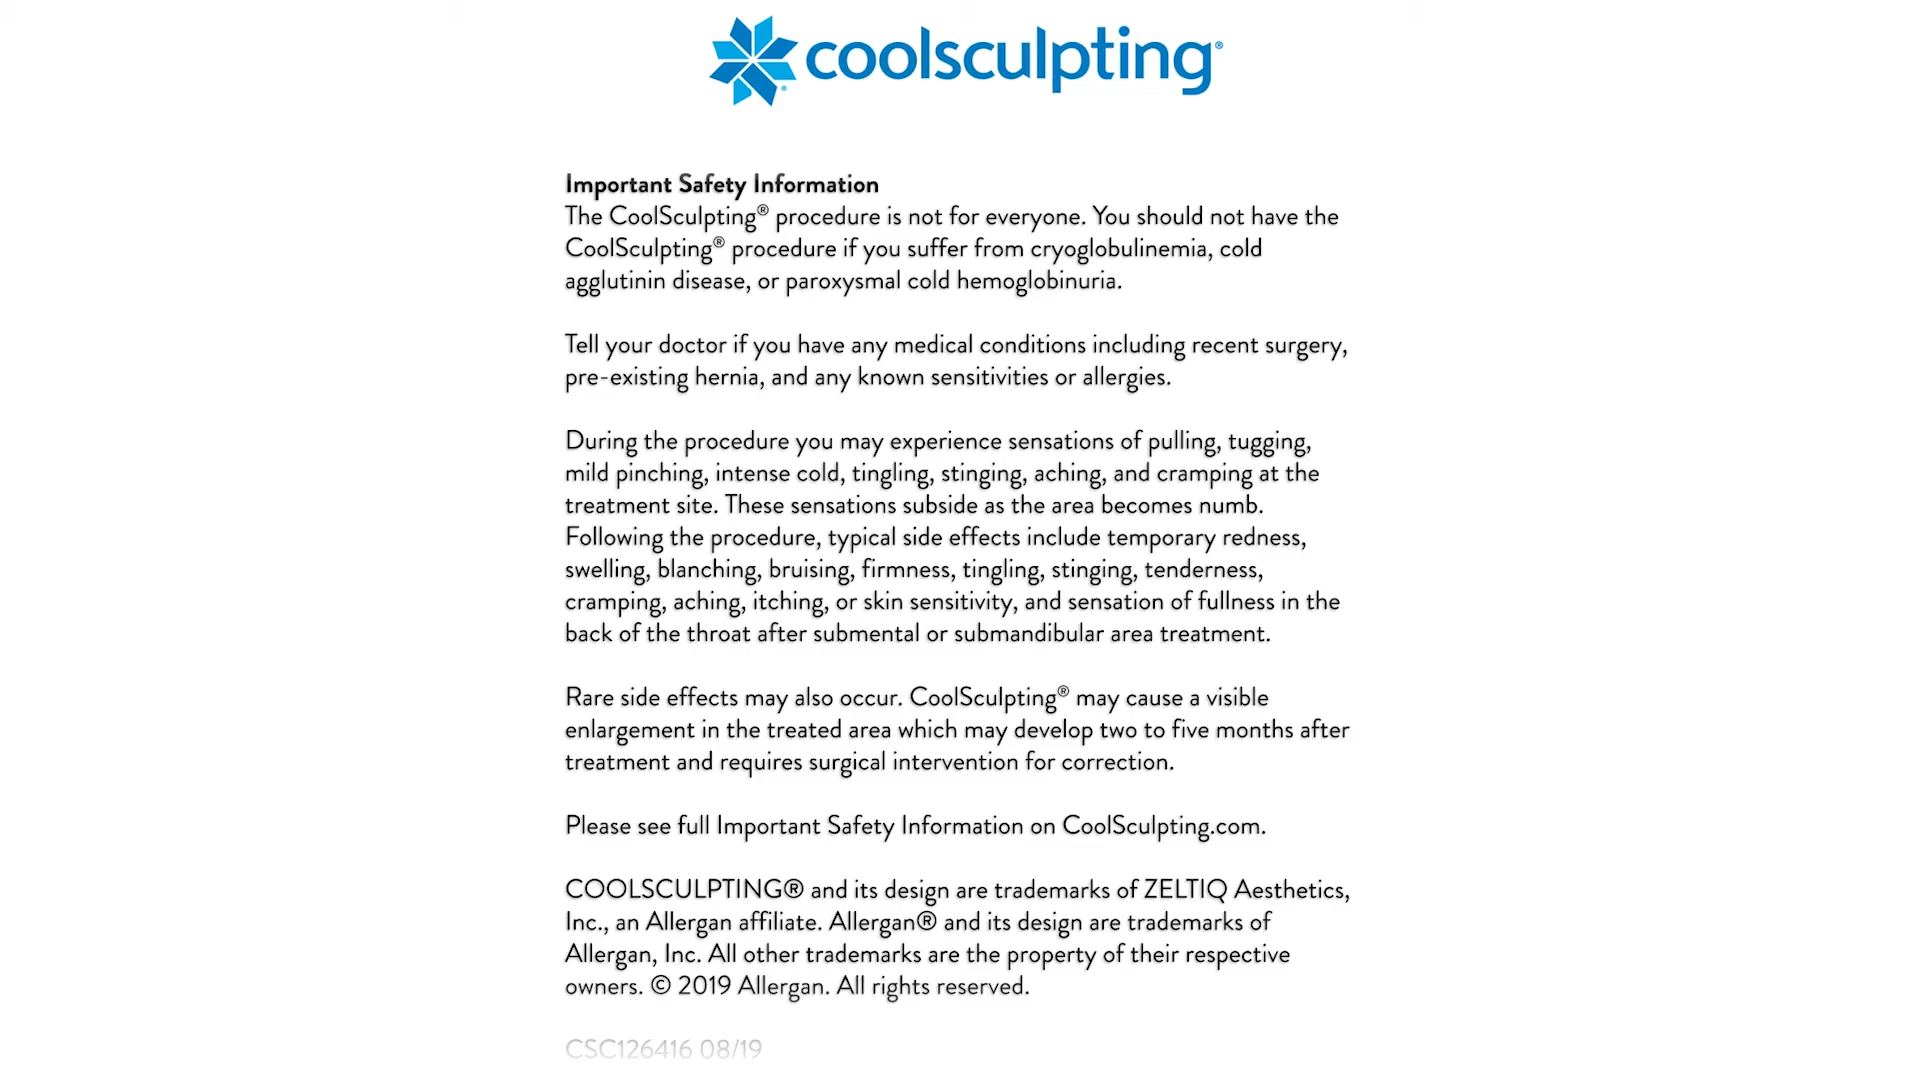 coolsculpting®
Important Safety Information
The CoolSculpting® procedure is not for everyone. You should not have the
CoolSculpting® procedure if you suffer from cryoglobulinemia, cold
agglutinin disease, or paroxysmal cold hemoglobinuria.
Tell your doctor if you have any medical conditions including recent surgery,
pre-existing hernia, and any known sensitivities or allergies.
During the procedure you may experience sensations of pulling, tugging,
mild pinching, intense cold, tingling, stinging, aching, and cramping at the
treatment site. These sensations subside as the area becomes numb.
Following the procedure, typical side effects include temporary redness,
swelling, blanching, bruising, firmness, tingling, stinging, tenderness,
cramping, aching, itching, or skin sensitivity, and sensation of fullness in the
back of the throat after submental or submandibular area treatment.
Rare side effects may also occur. CoolSculpting® may cause a visible
enlargement in the treated area which may develop two to five months after
treatment and requires surgical intervention for correction.
Please see full Important Safety Information on CoolSculpting.com.
COOLSCULPTING® and its design are trademarks of ZELTIQ Aesthetics,
Inc., an Allergan affiliate. Allergan® and its design are trademarks of
Allergan, Inc. All other trademarks are the property of their respective
owners. © 2019 Allergan. All rights reserved.
CSC126416 08/19